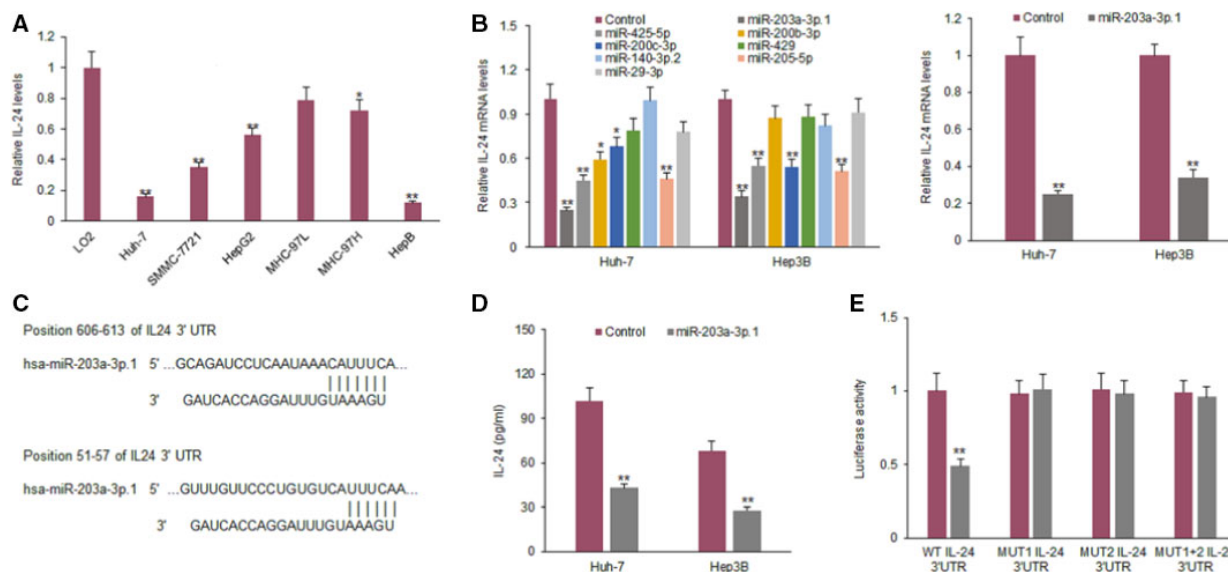 A
Relative IL-24 levels
1.2
1
0.8
0.6
0.4
0.2
0
**
**
**
*
**
LO2
Huh-7
SMMC-7721
HepG2
MHC-97L
MHC-97H
HepB
B
Control
miR-203a-3p.1
miR-425-5p
miR-200b-3p
miR-200c-3p
miR-429
miR-140-3p.2
miR-205-5p
miR-29-3p
Relative IL-24 mRNA levels
1.5
1.2
0.9
0.6
0.3
0
**
**
*
*
**
**
**
**
**
Huh-7
Hep3B
Control
miR-203a-3p.1
Relative IL-24 mRNA levels
1.2
1
0.8
0.6
0.4
0.2
0
**
**
Huh-7
Hep3B
C
Position 606-613 of IL24 3' UTR
hsa-miR-203a-3p.1 5' ...GCAGAUCCUCAAUAAACAUUUCA...
3' GAUCACCAGGAUUUGUAAAGU
Position 51-57 of IL24 3' UTR
hsa-miR-203a-3p.1 5' ...GUUUGUUCCCUGUGUCAUUUCAA...
3' GAUCACCAGGAUUUGUAAAGU
D
Control
miR-203a-3p.1
IL-24 (pg/ml)
150
120
90
60
30
0
**
**
Huh-7
Hep3B
E
Luciferase activity
1.5
1
0.5
0
**
WT IL-24
3'UTR
MUT1 IL-24
3'UTR
MUT2 IL-24
3'UTR
MUT1+2 IL-2
3'UTR